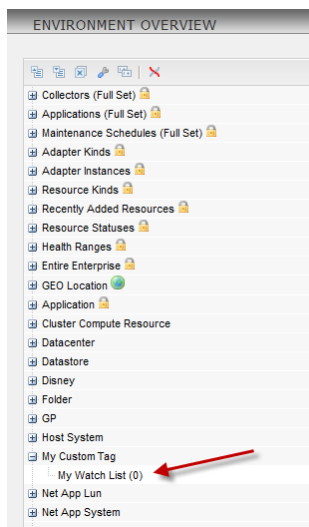 ENVIRONMENT OVERVIEW
Collectors (Full Set)
Applications (Full Set)
Maintenance Schedules (Full Set)
Adapter Kinds
Adapter Instances
Resource Kinds
Recently Added Resources
Resource Statuses
Health Ranges
Entire Enterprise
GEO Location
Application
Cluster Compute Resource
Datacenter
Datastore
Disney
Folder
GP
Host System
My Custom Tag
My Watch List (0)
Net App Lun
Net App System